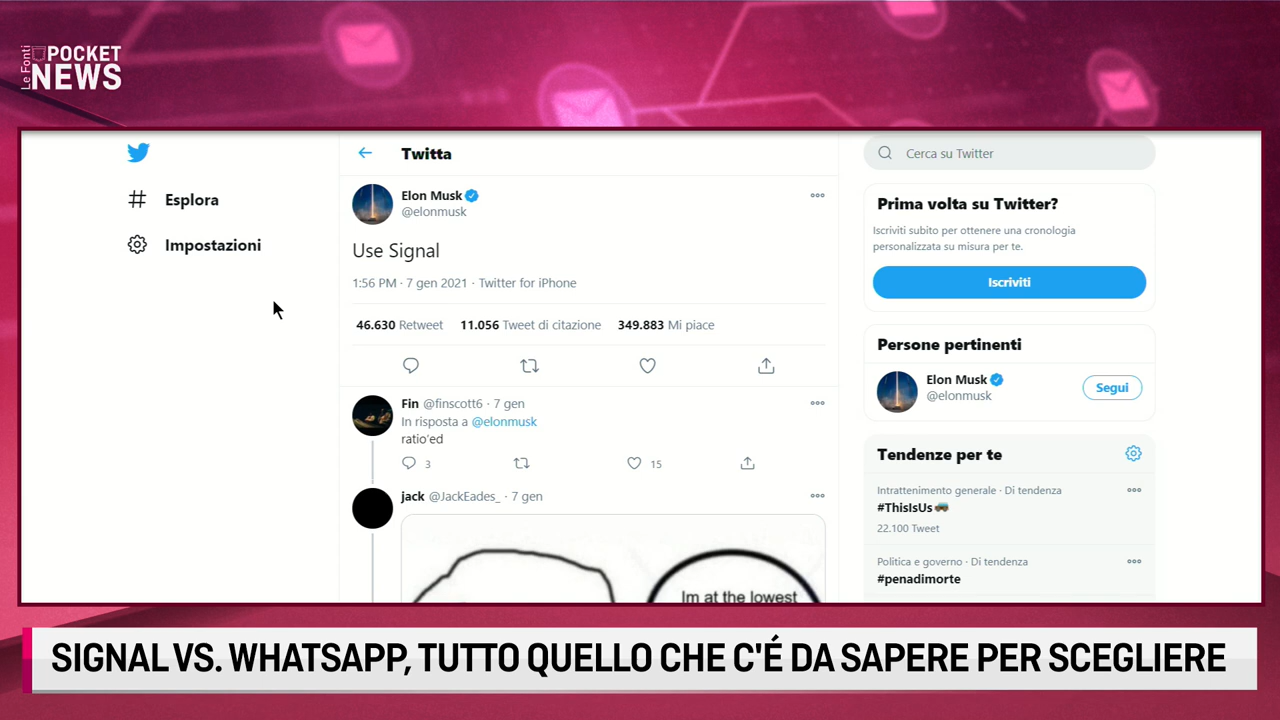 Le Fonti
POCKET
NEWS
Esplora
Impostazioni
Twitta
Elon Musk
@elonmusk
Use Signal
1:56 PM · 7 gen 2021 · Twitter for iPhone
46.630 Retweet 11.056 Tweet di citazione 349.883 Mi piace
Fin @finscott6 · 7 gen
In risposta a @elonmusk
ratio'ed
3 15
jack @JackEades_ · 7 gen
Im at the lowest
Cerca su Twitter
Prima volta su Twitter?
Iscriviti subito per ottenere una cronologia
personalizzata su misura per te.
Iscriviti
Persone pertinenti
Elon Musk
@elonmusk
Segui
Tendenze per te
Intrattenimento generale · Di tendenza
#ThisIsUs
22.100 Tweet
Politica e governo · Di tendenza
#penadimorte
SIGNAL VS. WHATSAPP, TUTTO QUELLO CHE C'É DA SAPERE PER SCEGLIERE